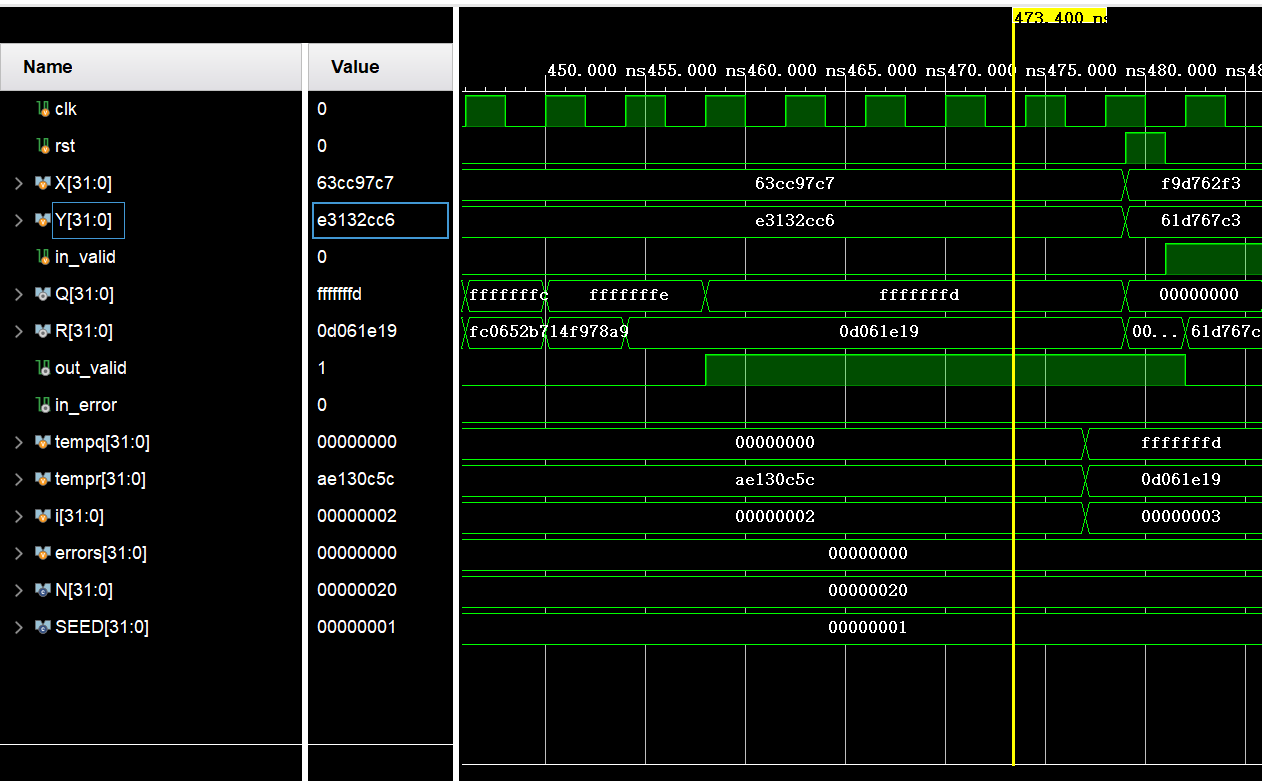 473.400 ns
Name Value
450.000 ns 455.000 ns 460.000 ns 465.000 ns 470.000 ns 475.000 ns 480.000 ns 48
clk 0
rst 0
X[31:0] 63cc97c7 63cc97c7 f9d762f3
Y[31:0] e3132cc6 e3132cc6 61d767c3
in_valid 0
Q[31:0] fffffffd fffffffc fffffffe fffffffd 00000000
R[31:0] 0d061e19 fc0652b7 14f978a9 0d061e19 00... 61d767c
out_valid 1
in_error 0
tempq[31:0] 00000000 00000000 fffffffd
tempr[31:0] ae130c5c ae130c5c 0d061e19
i[31:0] 00000002 00000002 00000003
errors[31:0] 00000000 00000000
N[31:0] 00000020 00000020
SEED[31:0] 00000001 00000001